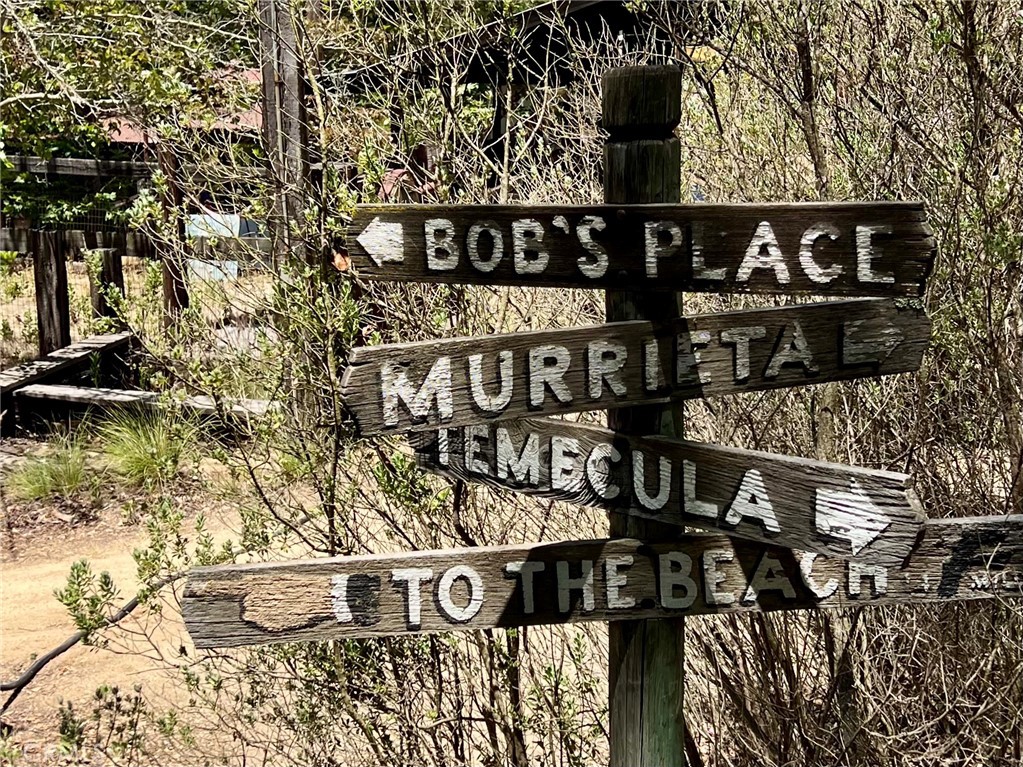 BOB'S PLACE
MURRIETA
TEMECULA
TO THE BEACH